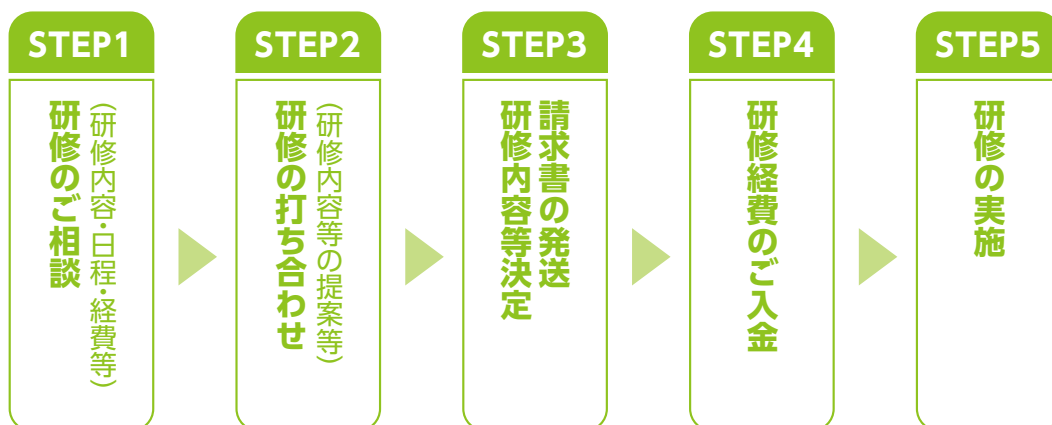 STEP1
研修のご相談
（研修内容・日程・経費等）
STEP2
研修の打ち合わせ
（研修内容等の提案等）
STEP3
研修内容等決定
請求書の発送
STEP4
研修経費のご入金
STEP5
研修の実施